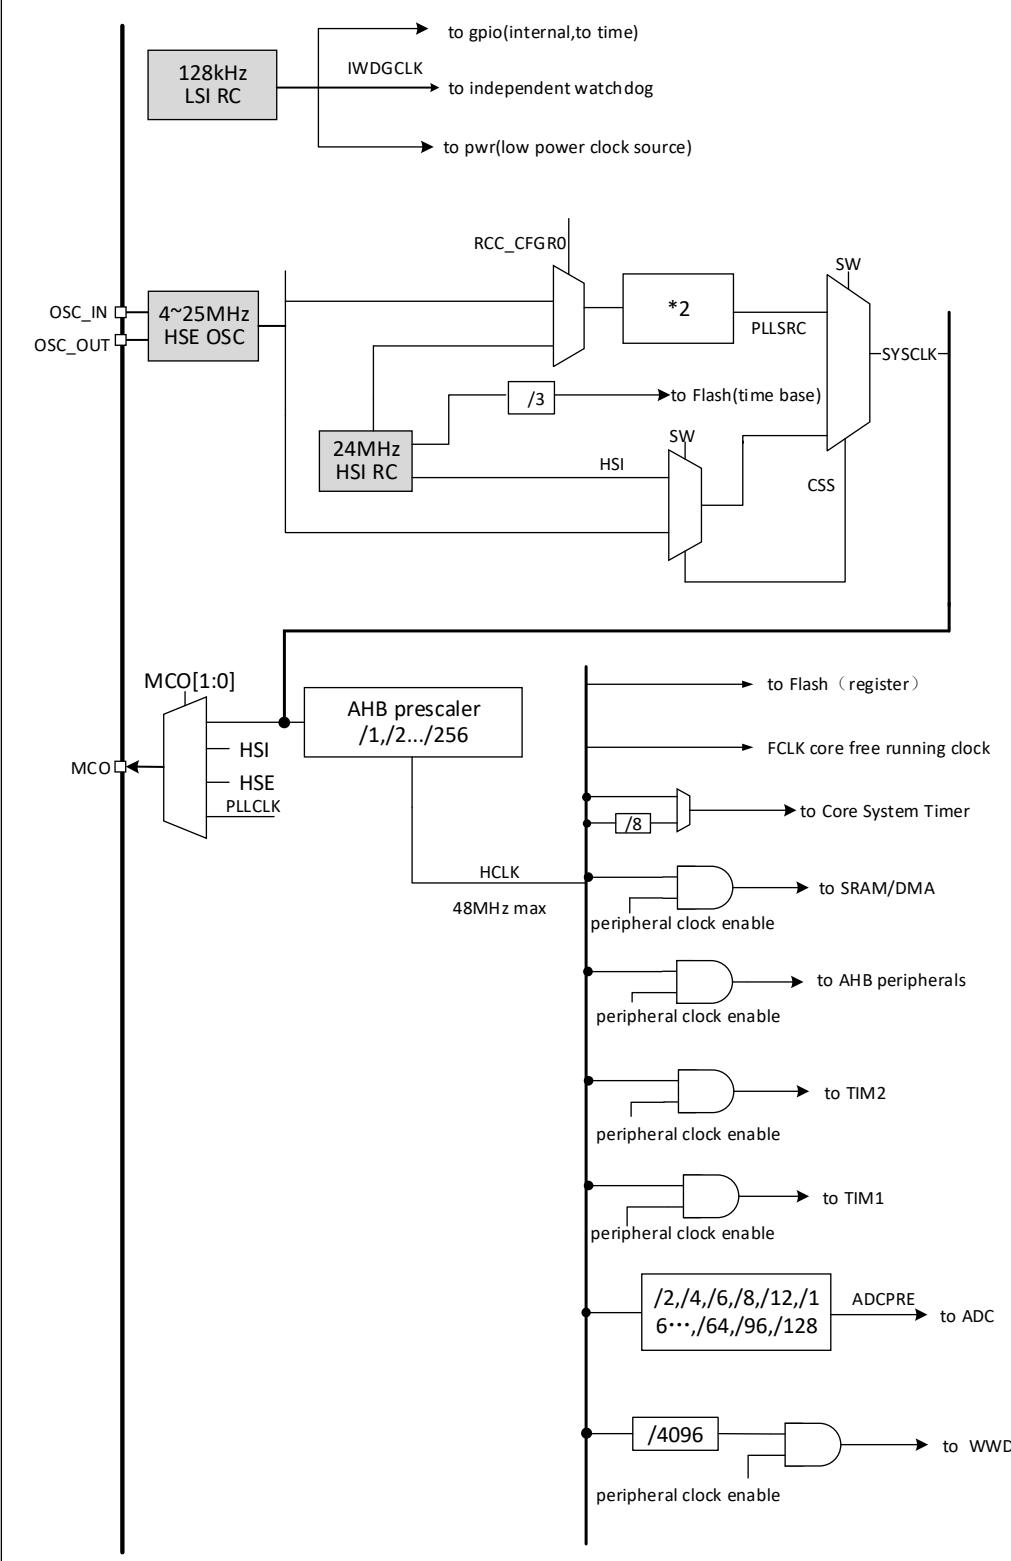 to gpio(internal,to time)
128kHz
LSI RC
IWDGCLK
to independent watchdog
to pwr(low power clock source)
RCC_CFGR0
SW
OSC_IN
4~25MHz
HSE OSC
*2
PLLSRC
OSC_OUT
SYSCLK
/3
to Flash(time base)
24MHz
HSI RC
SW
HSI
CSS
MCO[1:0]
to Flash（register）
AHB prescaler
/1,/2.../256
HSI
FCLK core free running clock
MCO
HSE
PLLCLK
to Core System Timer
/8
HCLK
48MHz max
to SRAM/DMA
peripheral clock enable
to AHB peripherals
peripheral clock enable
to TIM2
peripheral clock enable
to TIM1
peripheral clock enable
/2,/4,/6,/8,/12,/1
6···,/64,/96,/128
ADCPRE
to ADC
/4096
to WWD
peripheral clock enable